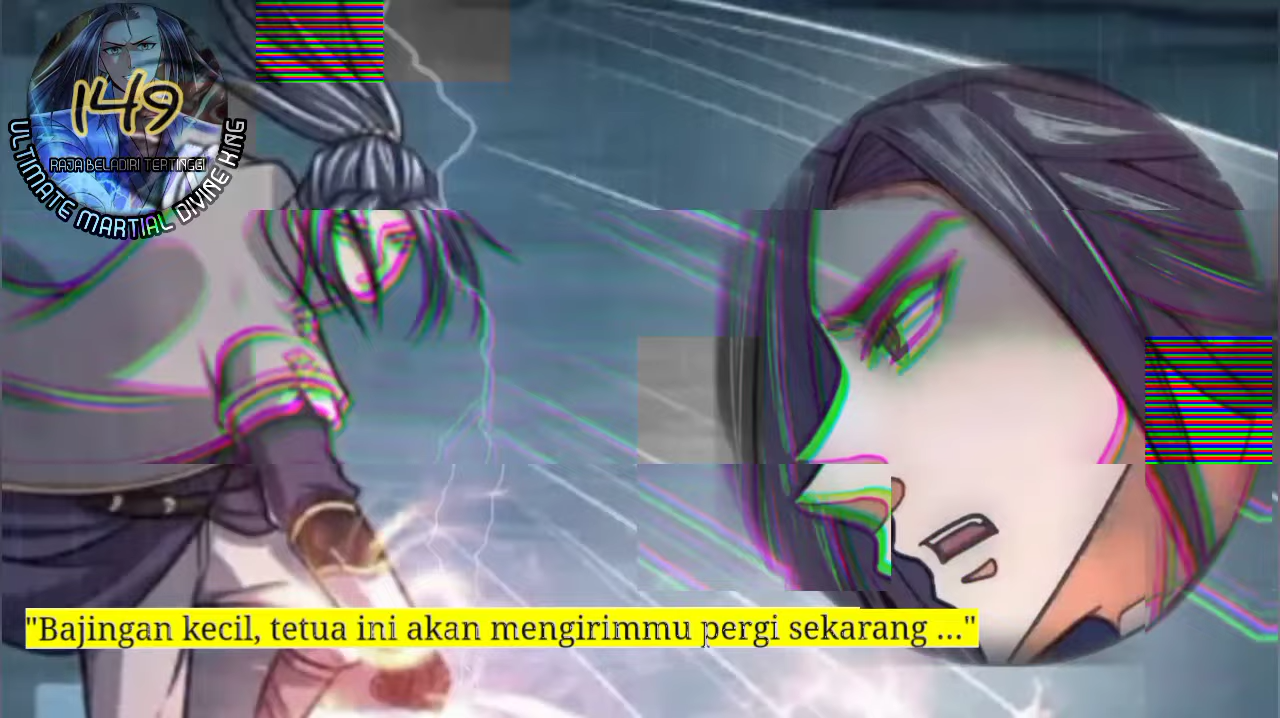 149
RAJA BELADIRI TERTINGGI
ULTIMATE MARTIAL DIVINE KING
"Bajingan kecil, tetua ini akan mengirimmu pergi sekarang ..."